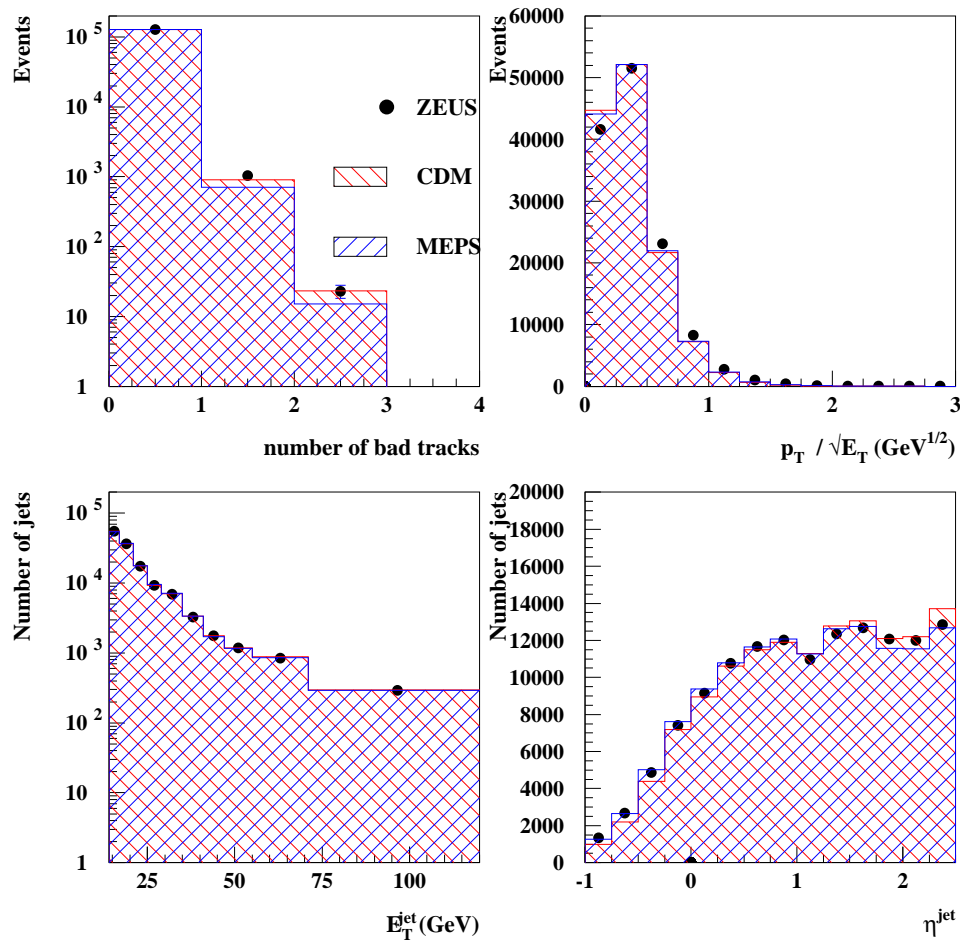 Events
10^5
10^4
10^3
10^2
10
1
0 1 2 3 4
number of bad tracks
ZEUS
CDM
MEPS
Events
60000
50000
40000
30000
20000
10000
0
0 1 2 3
p_T / √E_T (GeV^1/2)
Number of jets
10^5
10^4
10^3
10^2
10
1
25 50 75 100
E_T^jet (GeV)
Number of jets
20000
18000
16000
14000
12000
10000
8000
6000
4000
2000
0
-1 0 1 2
η^jet